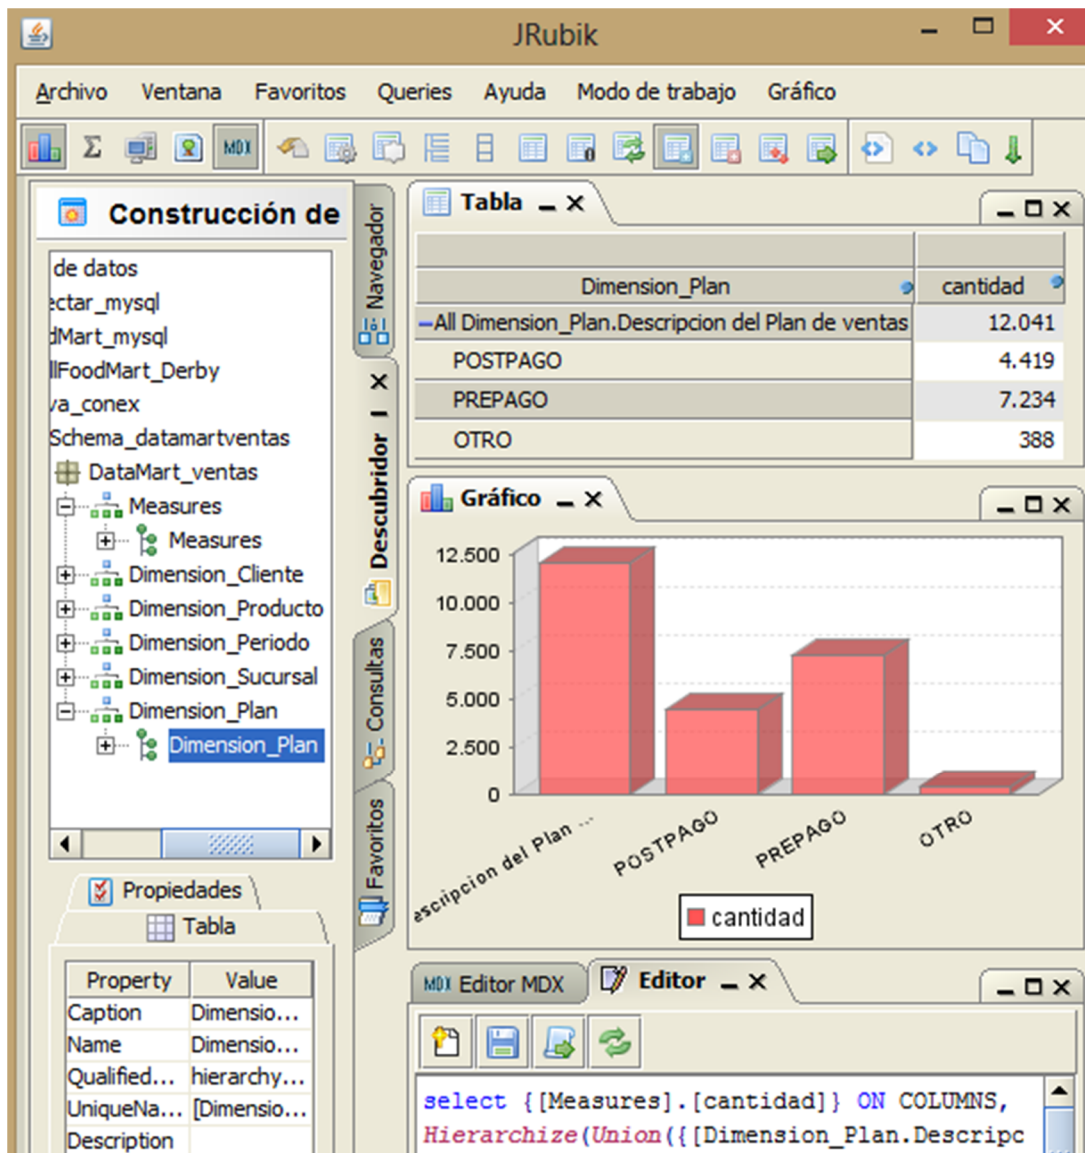 JRubik
Archivo Ventana Favoritos Queries Ayuda Modo de trabajo Gráfico
Σ MDX
Construcción de
de datos
ectar_mysql
dMart_mysql
llFoodMart_Derby
va_conex
Schema_datamartventas
DataMart_ventas
Measures
Measures
Dimension_Cliente
Dimension_Producto
Dimension_Periodo
Dimension_Sucursal
Dimension_Plan
Dimension_Plan
Propiedades
Tabla
Property Value
Caption Dimensio...
Name Dimensio...
Qualified... hierarchy...
UniqueNa... [Dimensio...
Description
Navegador
Descubridor
Consultas
Favoritos
Tabla
Dimension_Plan cantidad
All Dimension_Plan.Descripcion del Plan de ventas 12.041
POSTPAGO 4.419
PREPAGO 7.234
OTRO 388
Gráfico
12.500
10.000
7.500
5.000
2.500
0
escripcion del Plan ...
POSTPAGO
PREPAGO
OTRO
cantidad
MDX Editor MDX
Editor
select {[Measures].[cantidad]} ON COLUMNS,
Hierarchize(Union({[Dimension_Plan.Descripc